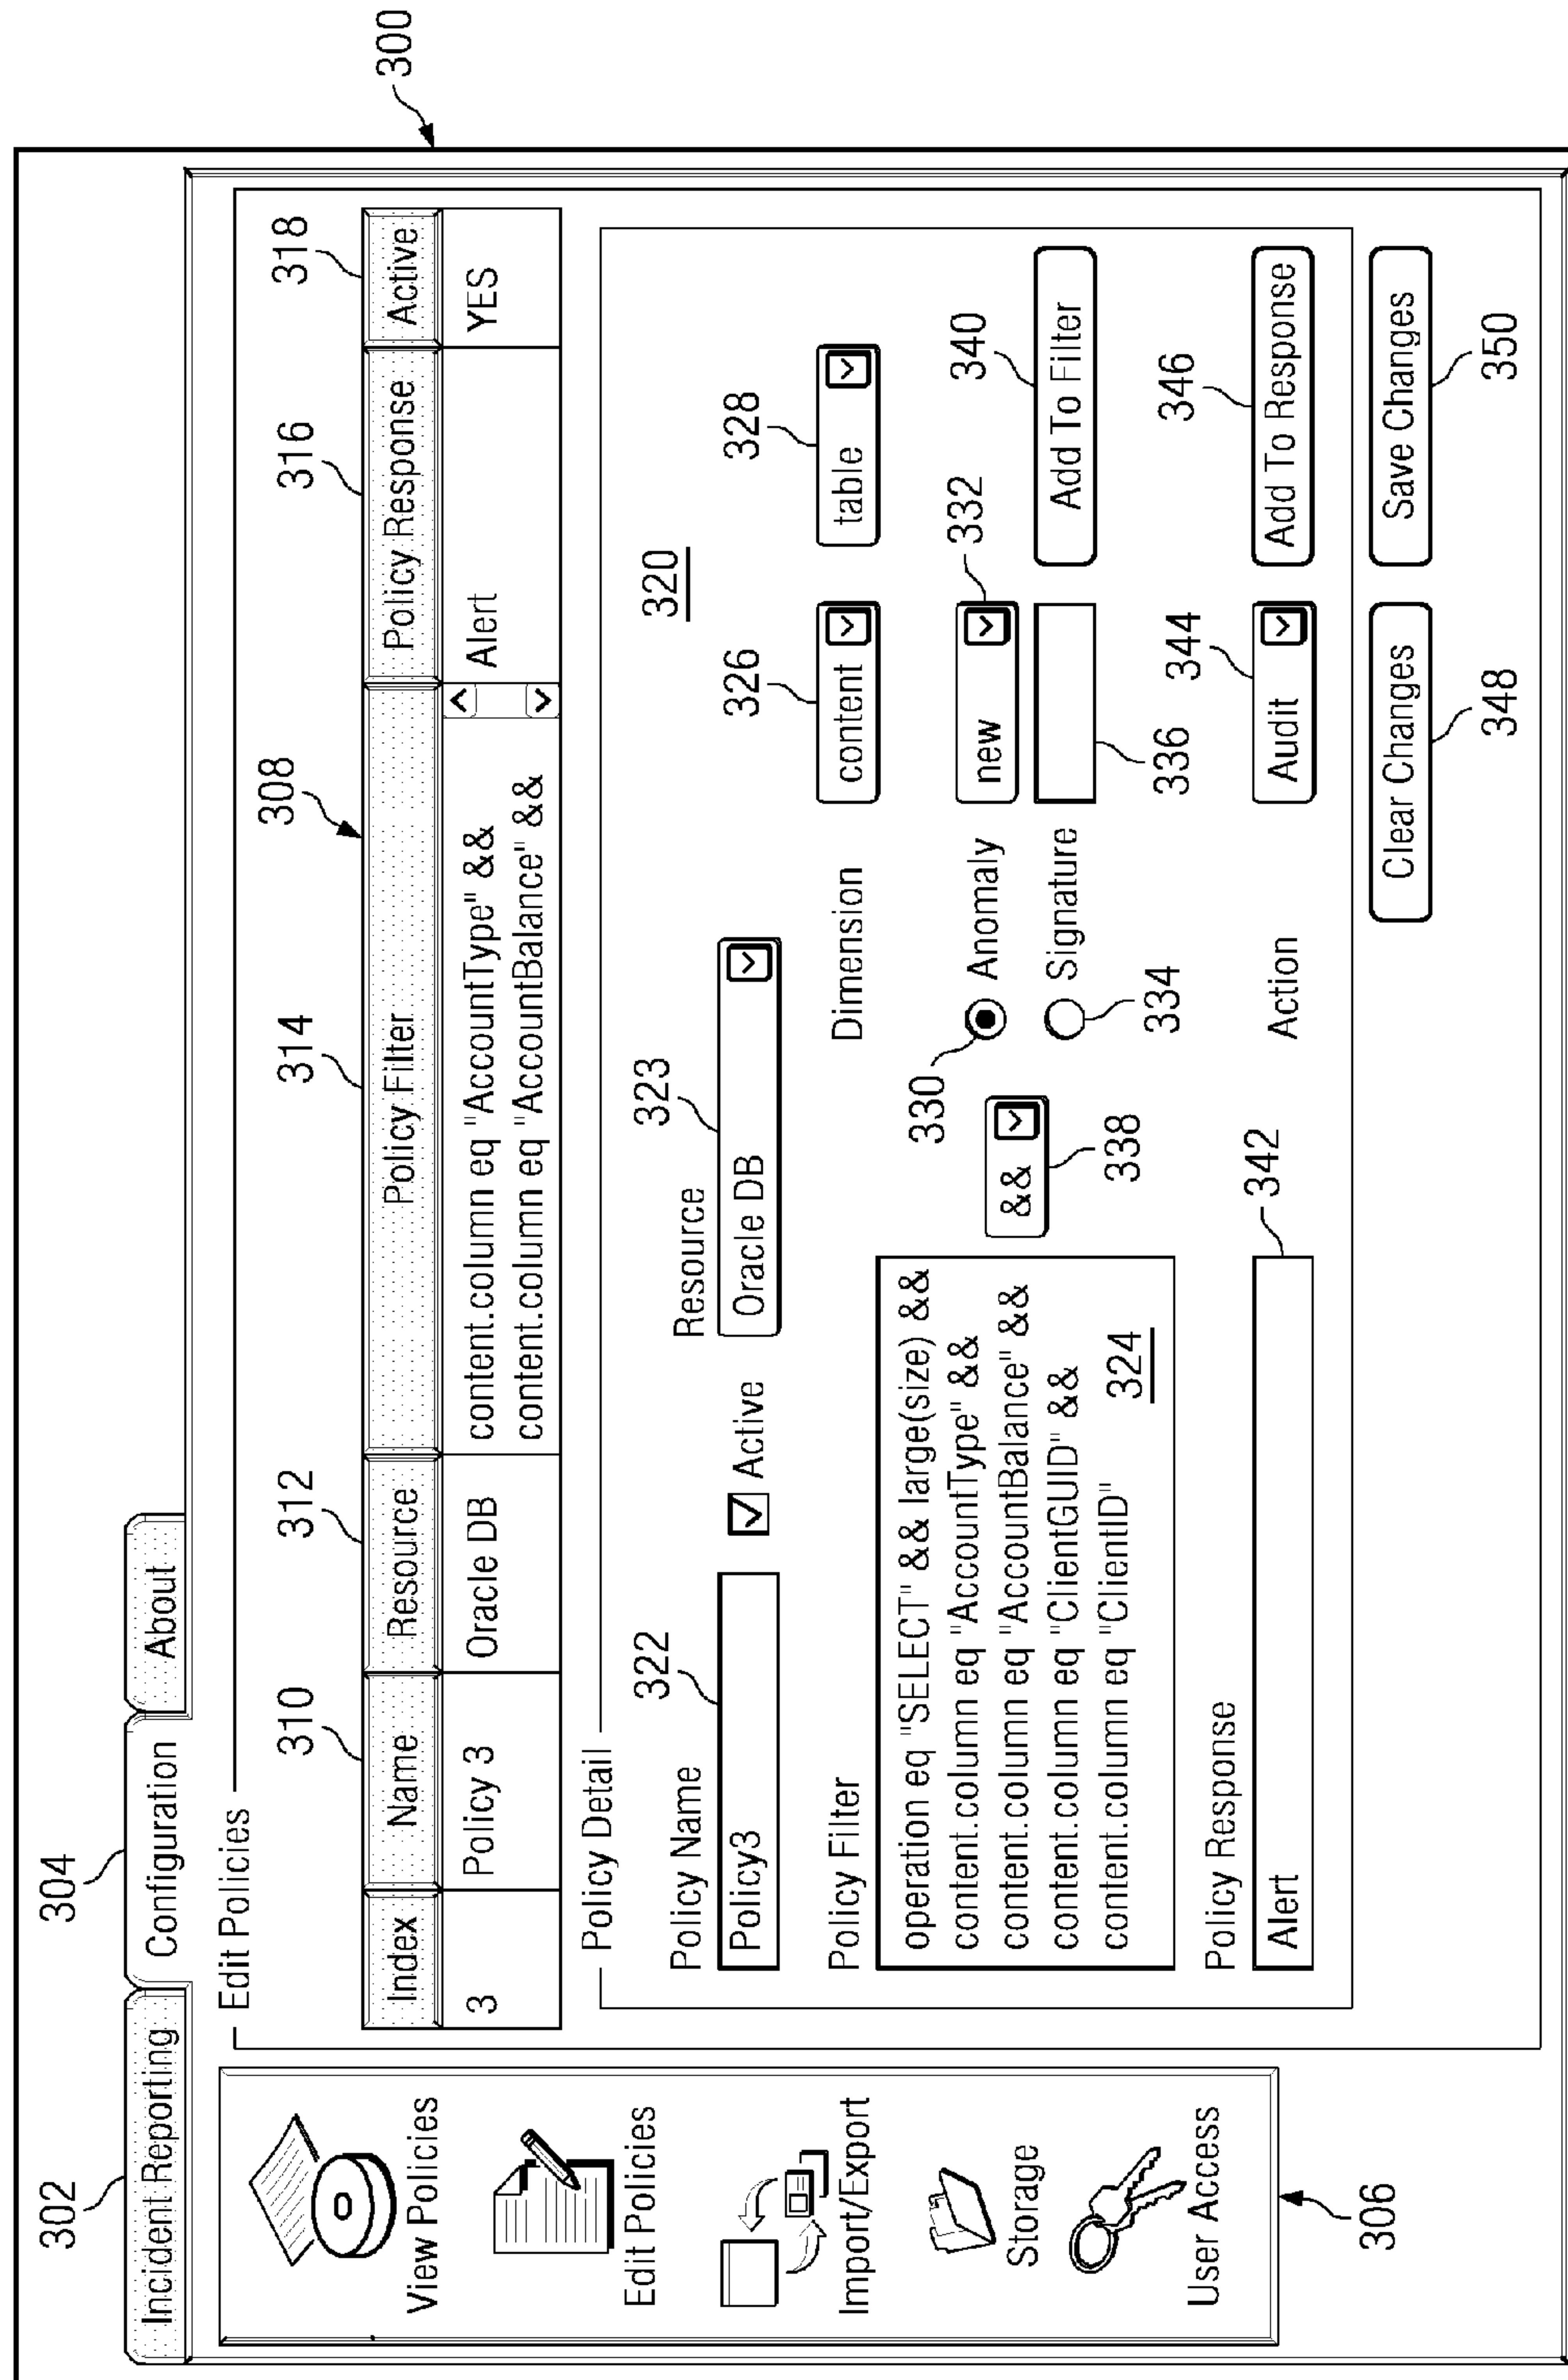 300
302
304
Incident Reporting
Configuration
About
View Policies
Edit Policies
Import/Export
Storage
User Access
306
Edit Policies
308
310
312
314
316
318
Index
Name
Resource
Policy Filter
Policy Response
Active
3
Policy 3
Oracle DB
content.column eq "AccountType" &&
content.column eq "AccountBalance" &&
Alert
YES
Policy Detail
320
322
323
Policy Name
Resource
Policy3
Active
Oracle DB
326
328
Policy Filter
Dimension
content
table
operation eq "SELECT" && large(size) &&
content.column eq "AccountType" &&
content.column eq "AccountBalance" &&
content.column eq "ClientGUID" &&
content.column eq "ClientID"
324
330
&&
338
Anomaly
new
332
Signature
334
336
340
Add To Filter
Policy Response
Alert
342
Action
344
Audit
346
Add To Response
Clear Changes
Save Changes
348
350